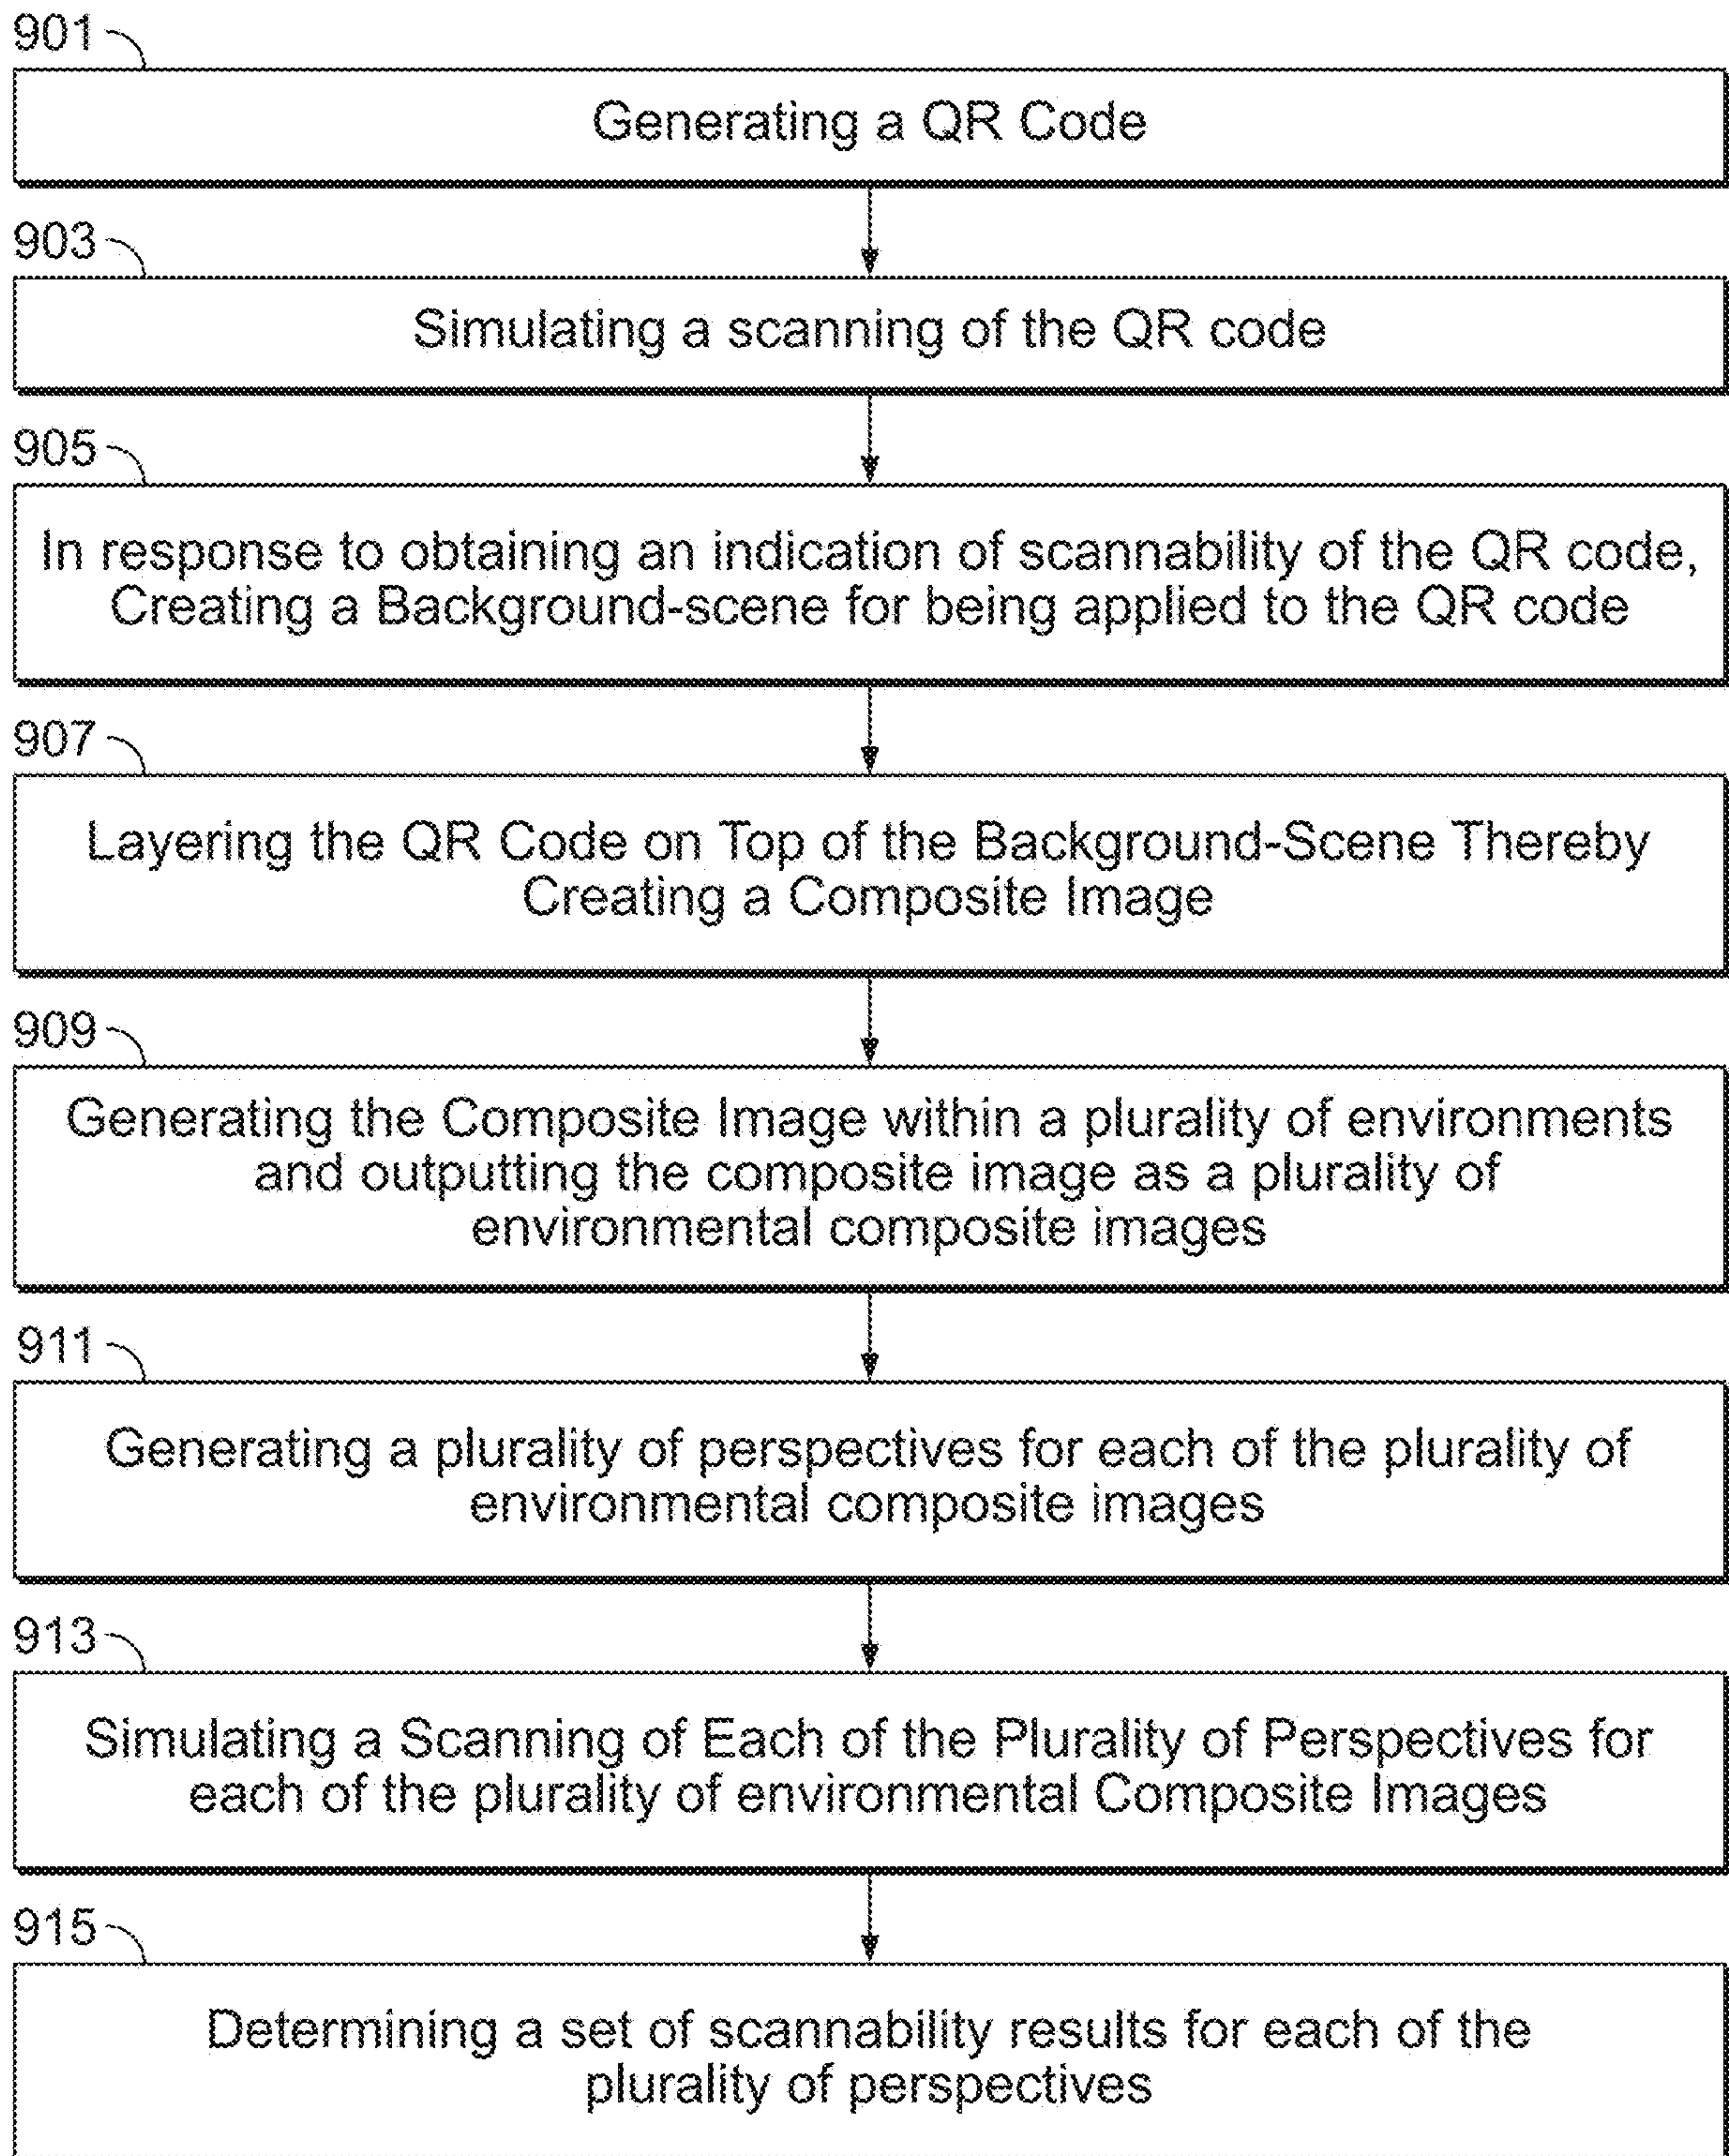 901
Generating a QR Code
903
Simulating a scanning of the QR code
905
In response to obtaining an indication of scannability of the QR code,
Creating a Background-scene for being applied to the QR code
907
Layering the QR Code on Top of the Background-Scene Thereby
Creating a Composite Image
909
Generating the Composite Image within a plurality of environments
and outputting the composite image as a plurality of
environmental composite images
911
Generating a plurality of perspectives for each of the plurality of
environmental composite images
913
Simulating a Scanning of Each of the Plurality of Perspectives for
each of the plurality of environmental Composite Images
915
Determining a set of scannability results for each of the
plurality of perspectives